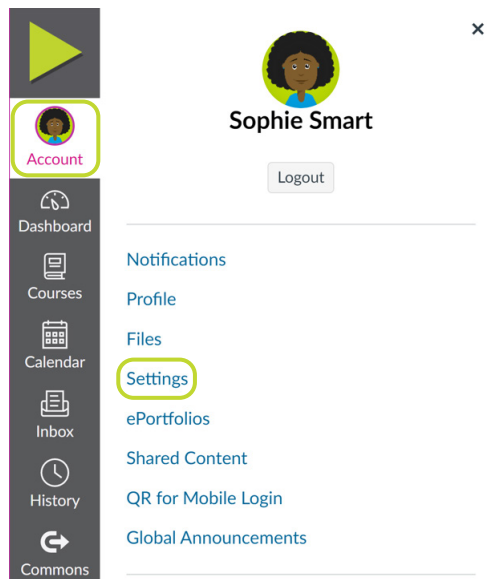 ×
Sophie Smart
Logout
Account
Dashboard
Courses
Calendar
Inbox
History
Commons
Notifications
Profile
Files
Settings
ePortfolios
Shared Content
QR for Mobile Login
Global Announcements